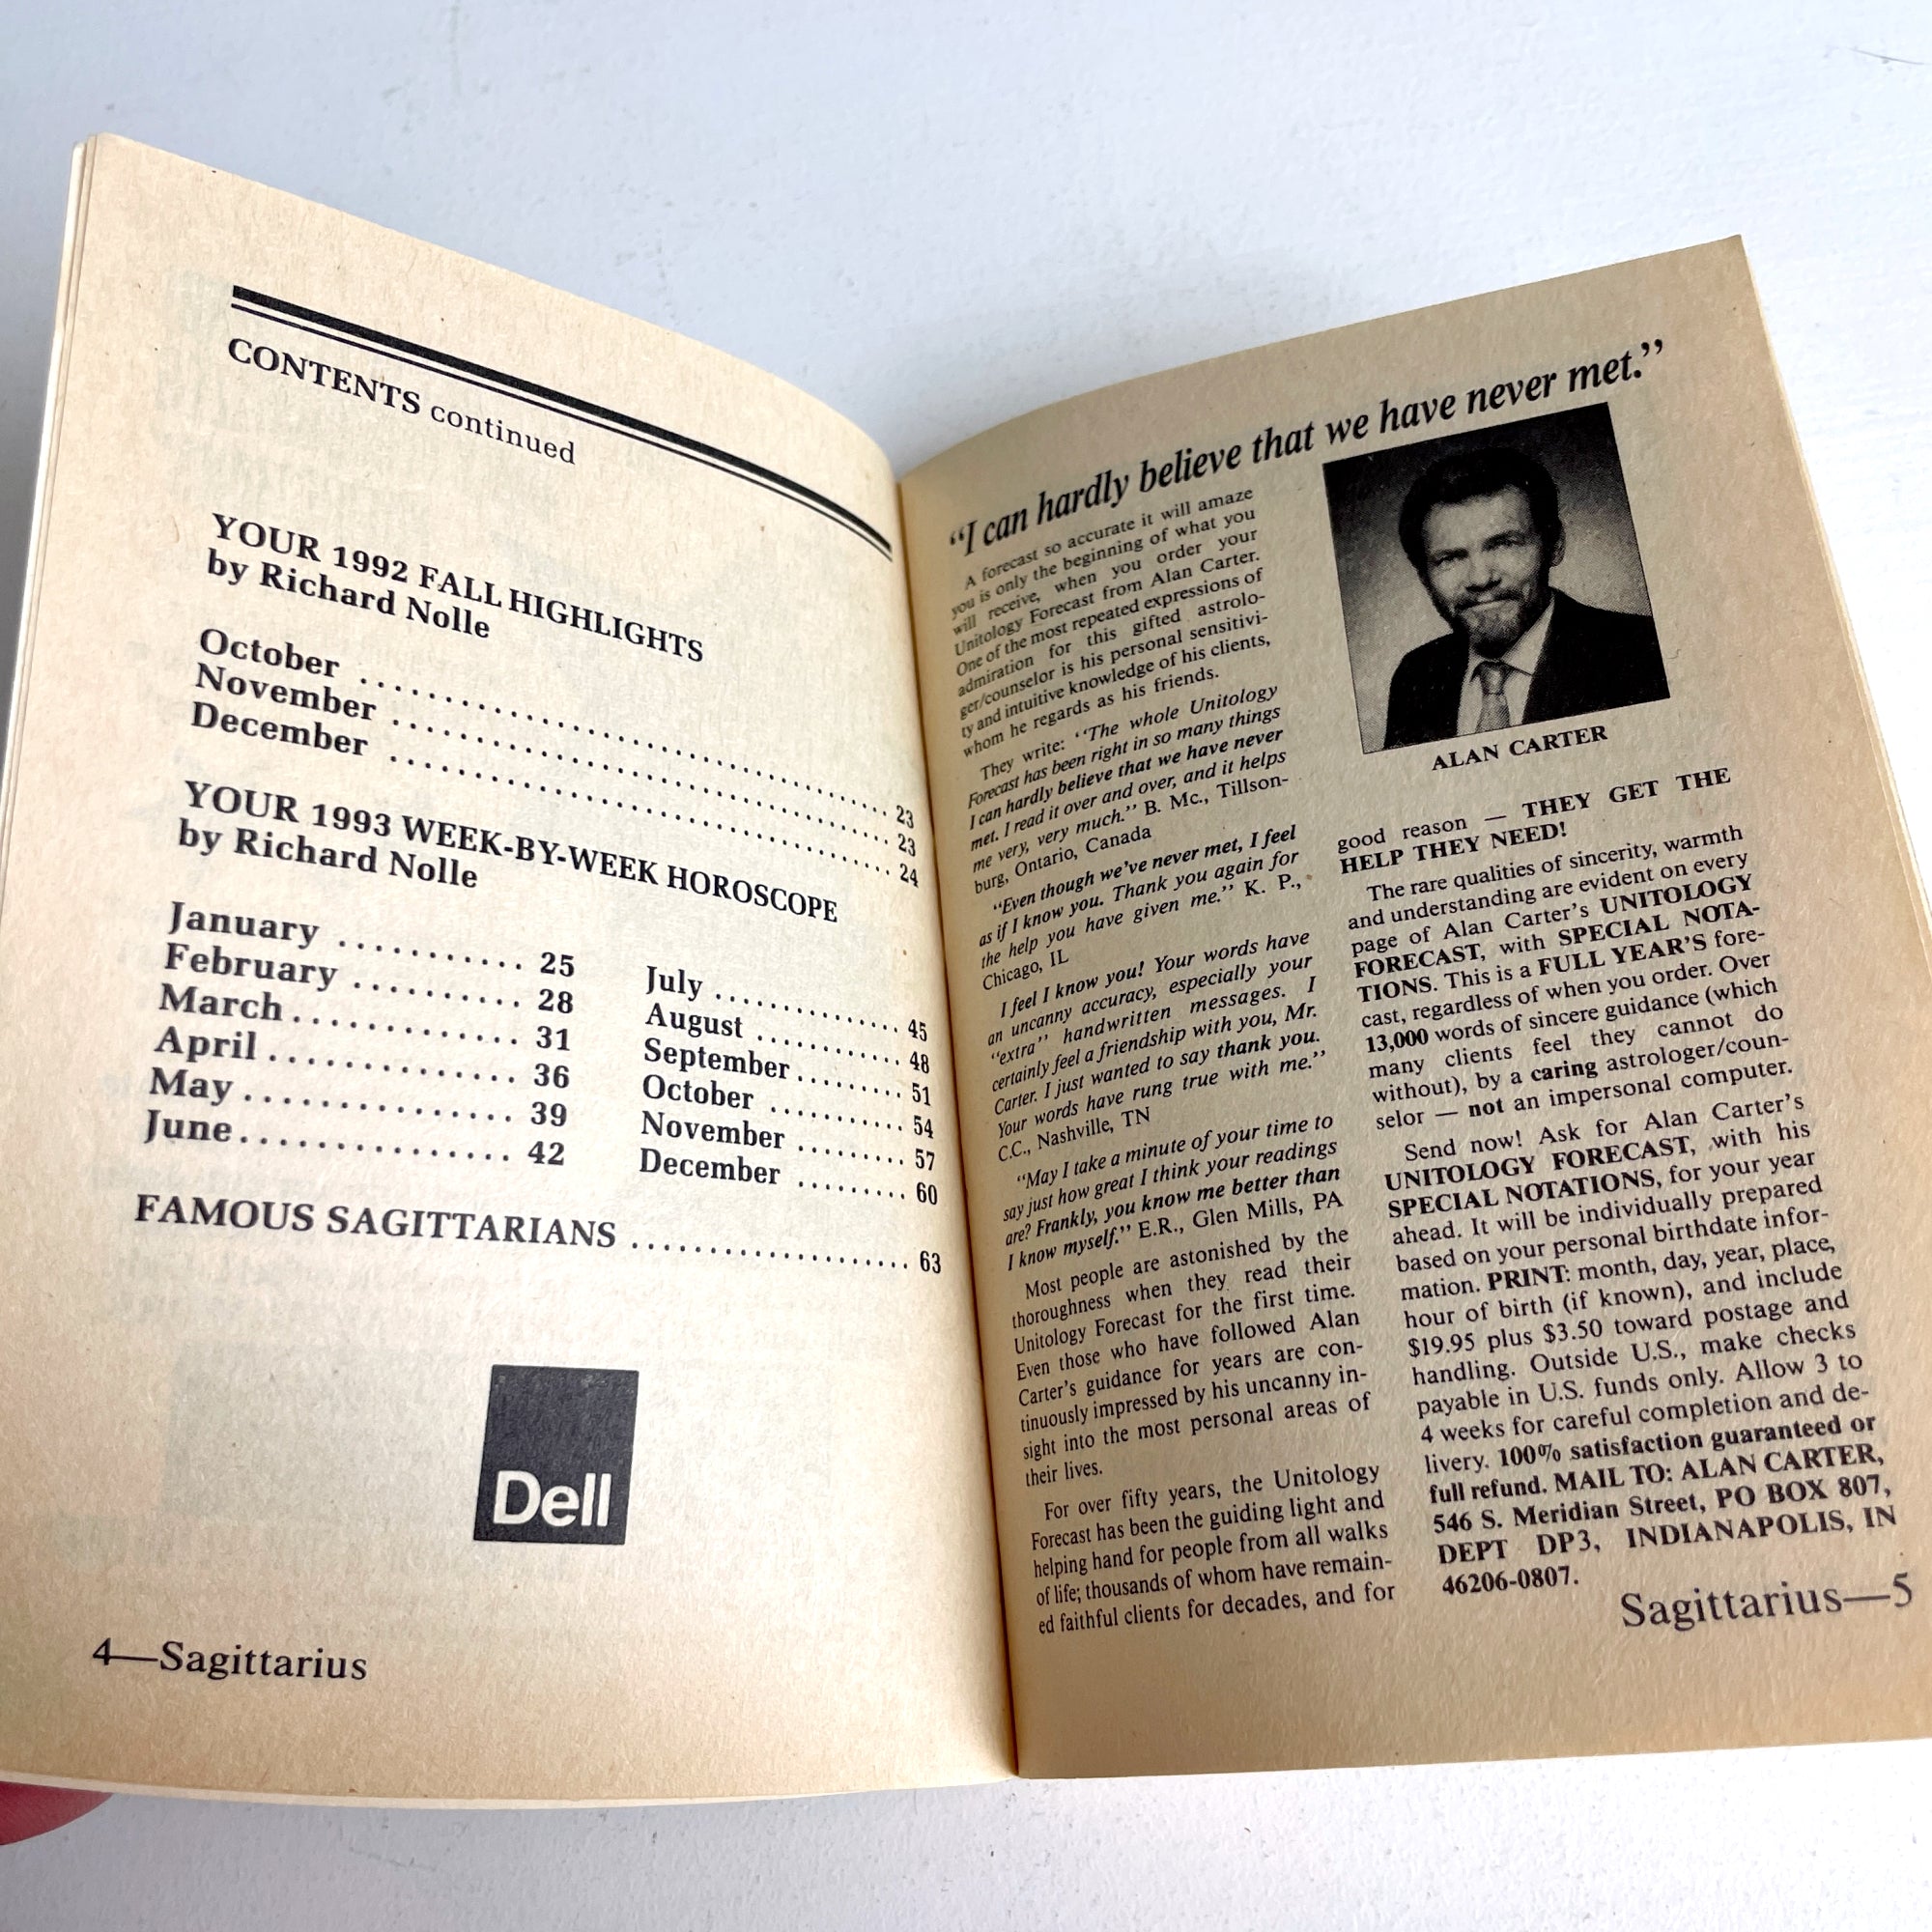 CONTENTS continued
YOUR 1992 FALL HIGHLIGHTS
by Richard Nolle
October ........................................ 23
November ........................................ 23
December ........................................ 24
YOUR 1993 WEEK-BY-WEEK HOROSCOPE
by Richard Nolle
January ........... 25
February .......... 28
March ............. 31
April .............. 36
May ................ 39
June ................ 42
July ................ 45
August ............. 48
September ......... 51
October ............ 54
November ......... 57
December ......... 60
FAMOUS SAGITTARIANS .................... 63
Dell
4—Sagittarius
“I can hardly believe that we have never met.”
A forecast so accurate it will amaze
you is only the beginning of what you
will receive, when you order your
Unitology Forecast from Alan Carter.
One of the most repeated expressions of
admiration for this gifted astrolo-
ger/counselor is his personal sensitivi-
ty and intuitive knowledge of his clients,
whom he regards as his friends.
They write: ‘‘The whole Unitology
Forecast has been right in so many things
I can hardly believe that we have never
met. I read it over and over, and it helps
me very, very much.’’ B. Mc., Tillson-
burg, Ontario, Canada
‘‘Even though we’ve never met, I feel
as if I know you. Thank you again for
the help you have given me.’’ K. P.,
Chicago, IL
I feel I know you! Your words have
an uncanny accuracy, especially your
‘‘extra’’ handwritten messages. I
certainly feel a friendship with you, Mr.
Carter. I just wanted to say thank you.
Your words have rung true with me.’’
C.C., Nashville, TN
‘‘May I take a minute of your time to
say just how great I think your readings
are? Frankly, you know me better than
I know myself.’’ E.R., Glen Mills, PA
Most people are astonished by the
thoroughness when they read their
Unitology Forecast for the first time.
Even those who have followed Alan
Carter’s guidance for years are con-
tinuously impressed by his uncanny in-
sight into the most personal areas of
their lives.
For over fifty years, the Unitology
Forecast has been the guiding light and
helping hand for people from all walks
of life; thousands of whom have remain-
ed faithful clients for decades, and for
ALAN CARTER
good reason — THEY GET THE
HELP THEY NEED!
The rare qualities of sincerity, warmth
and understanding are evident on every
page of Alan Carter’s UNITOLOGY
FORECAST, with SPECIAL NOTA-
TIONS. This is a FULL YEAR’S fore-
cast, regardless of when you order. Over
13,000 words of sincere guidance (which
many clients feel they cannot do
without), by a caring astrologer/coun-
selor — not an impersonal computer.
Send now! Ask for Alan Carter’s
UNITOLOGY FORECAST, with his
SPECIAL NOTATIONS, for your year
ahead. It will be individually prepared
based on your personal birthdate infor-
mation. PRINT: month, day, year, place,
hour of birth (if known), and include
$19.95 plus $3.50 toward postage and
handling. Outside U.S., make checks
payable in U.S. funds only. Allow 3 to
4 weeks for careful completion and de-
livery. 100% satisfaction guaranteed or
full refund. MAIL TO: ALAN CARTER,
546 S. Meridian Street, PO BOX 807,
DEPT DP3, INDIANAPOLIS, IN
46206-0807.
Sagittarius—5